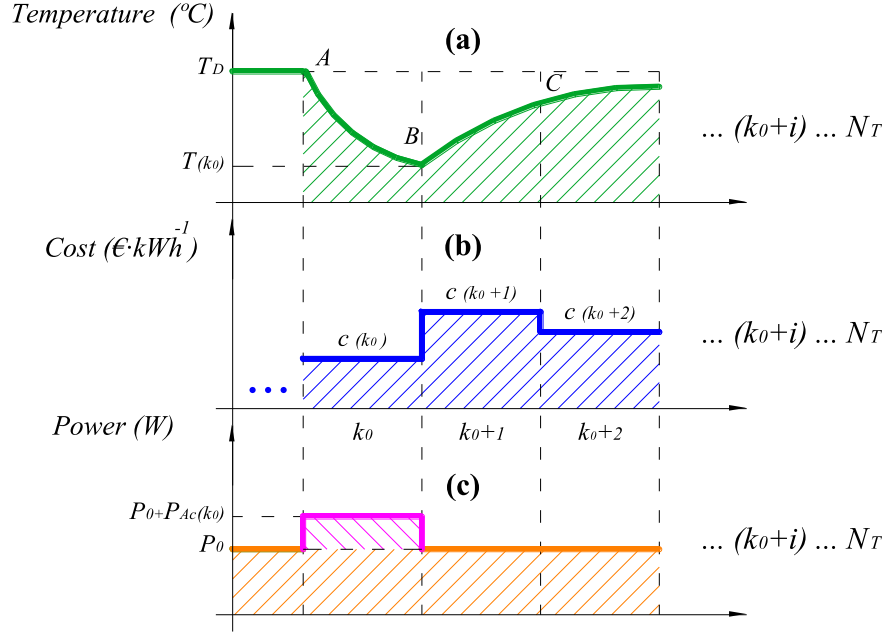 Temperature (ºC)
(a)
TD
A
B
C
T(k0)
... (k0+i) ... NT
Cost (€·kWh-1)
(b)
c (k0 )
c (k0 +1)
c (k0 +2)
... (k0+i) ... NT
...
Power (W)
k0
k0+1
k0+2
(c)
P0+PAc(k0)
P0
... (k0+i) ... NT